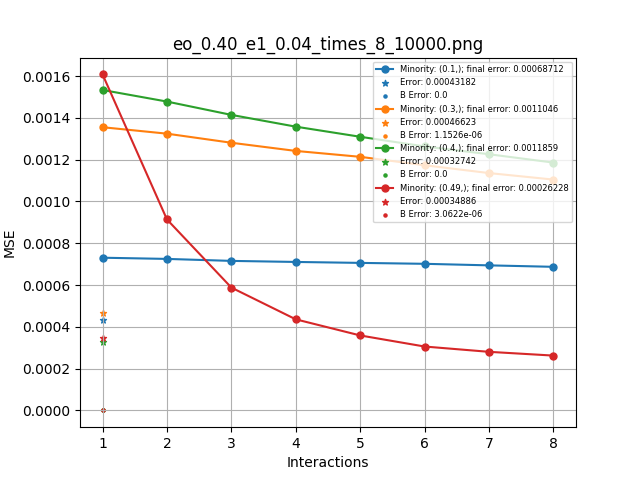 eo_0.40_e1_0.04_times_8_10000.png
Minority: (0.1,); final error: 0.00068712
Error: 0.00043182
B Error: 0.0
Minority: (0.3,); final error: 0.0011046
Error: 0.00046623
B Error: 1.1526e-06
Minority: (0.4,); final error: 0.0011859
Error: 0.00032742
B Error: 0.0
Minority: (0.49,); final error: 0.00026228
Error: 0.00034886
B Error: 3.0622e-06
0.0016
0.0014
0.0012
0.0010
0.0008
0.0006
0.0004
0.0002
0.0000
MSE
1 2 3 4 5 6 7 8
Interactions